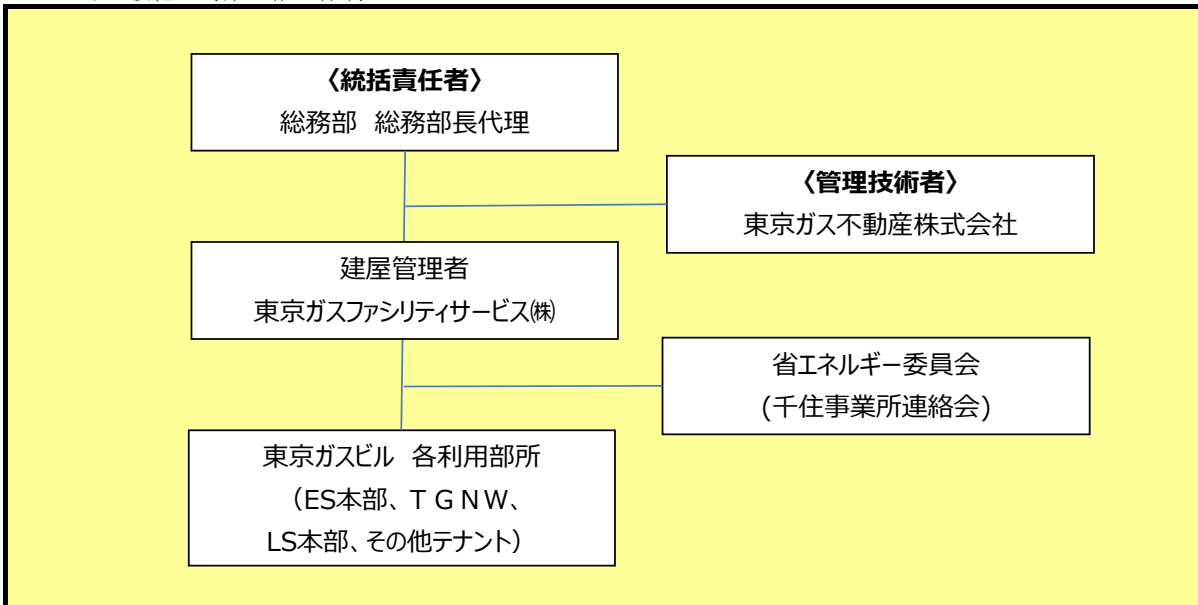 〈統括責任者〉
総務部 総務部長代理
〈管理技術者〉
東京ガス不動産株式会社
建屋管理者
東京ガスファシリティサービス㈱
省エネルギー委員会
(千住事業所連絡会)
東京ガスビル 各利用部所
（ES本部、ＴＧＮＷ、
LS本部、その他テナント）